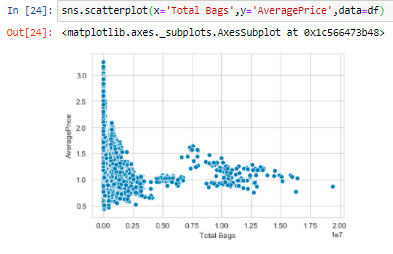 In [24]: sns.scatterplot(x='Total Bags',y='AveragePrice',data=df)
Out[24]: <matplotlib.axes._subplots.AxesSubplot at 0x1c566473b48>
3.0
2.5
2.0
1.5
1.0
0.5
AveragePrice
0.00 0.25 0.50 0.75 1.00 1.25 1.50 1.75 2.00
Total Bags
1e7